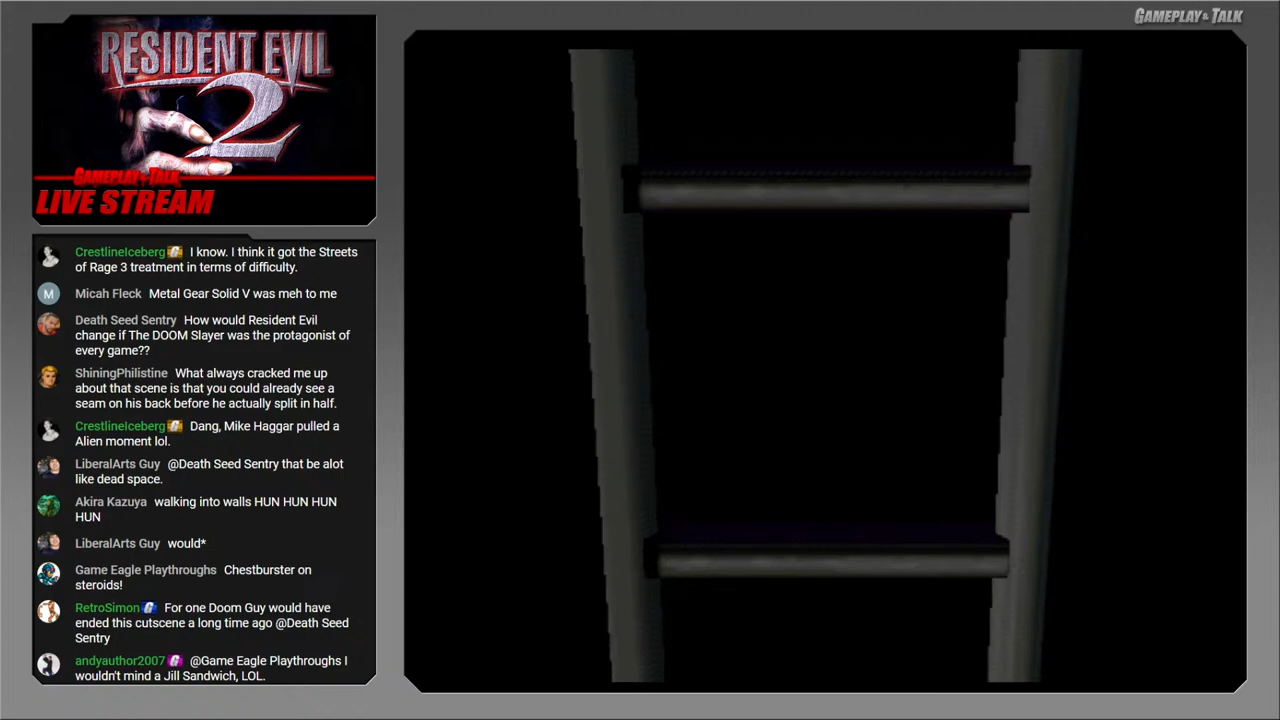 GAMEPLAY & TALK
RESIDENT EVIL
2
GAMEPLAY & TALK
LIVE STREAM
CrestlineIceberg I know. I think it got the Streets
of Rage 3 treatment in terms of difficulty.
Micah Fleck Metal Gear Solid V was meh to me
Death Seed Sentry How would Resident Evil
change if The DOOM Slayer was the protagonist of
every game??
ShiningPhilistine What always cracked me up
about that scene is that you could already see a
seam on his back before he actually split in half.
CrestlineIceberg Dang, Mike Haggar pulled a
Alien moment lol.
LiberalArts Guy @Death Seed Sentry that be alot
like dead space.
Akira Kazuya walking into walls HUN HUN HUN
HUN
M
LiberalArts Guy would*
Game Eagle Playthroughs Chestburster on
steroids!
RetroSimon For one Doom Guy would have
ended this cutscene a long time ago @Death Seed
Sentry
andyauthor2007 @Game Eagle Playthroughs I
wouldn't mind a Jill Sandwich, LOL.